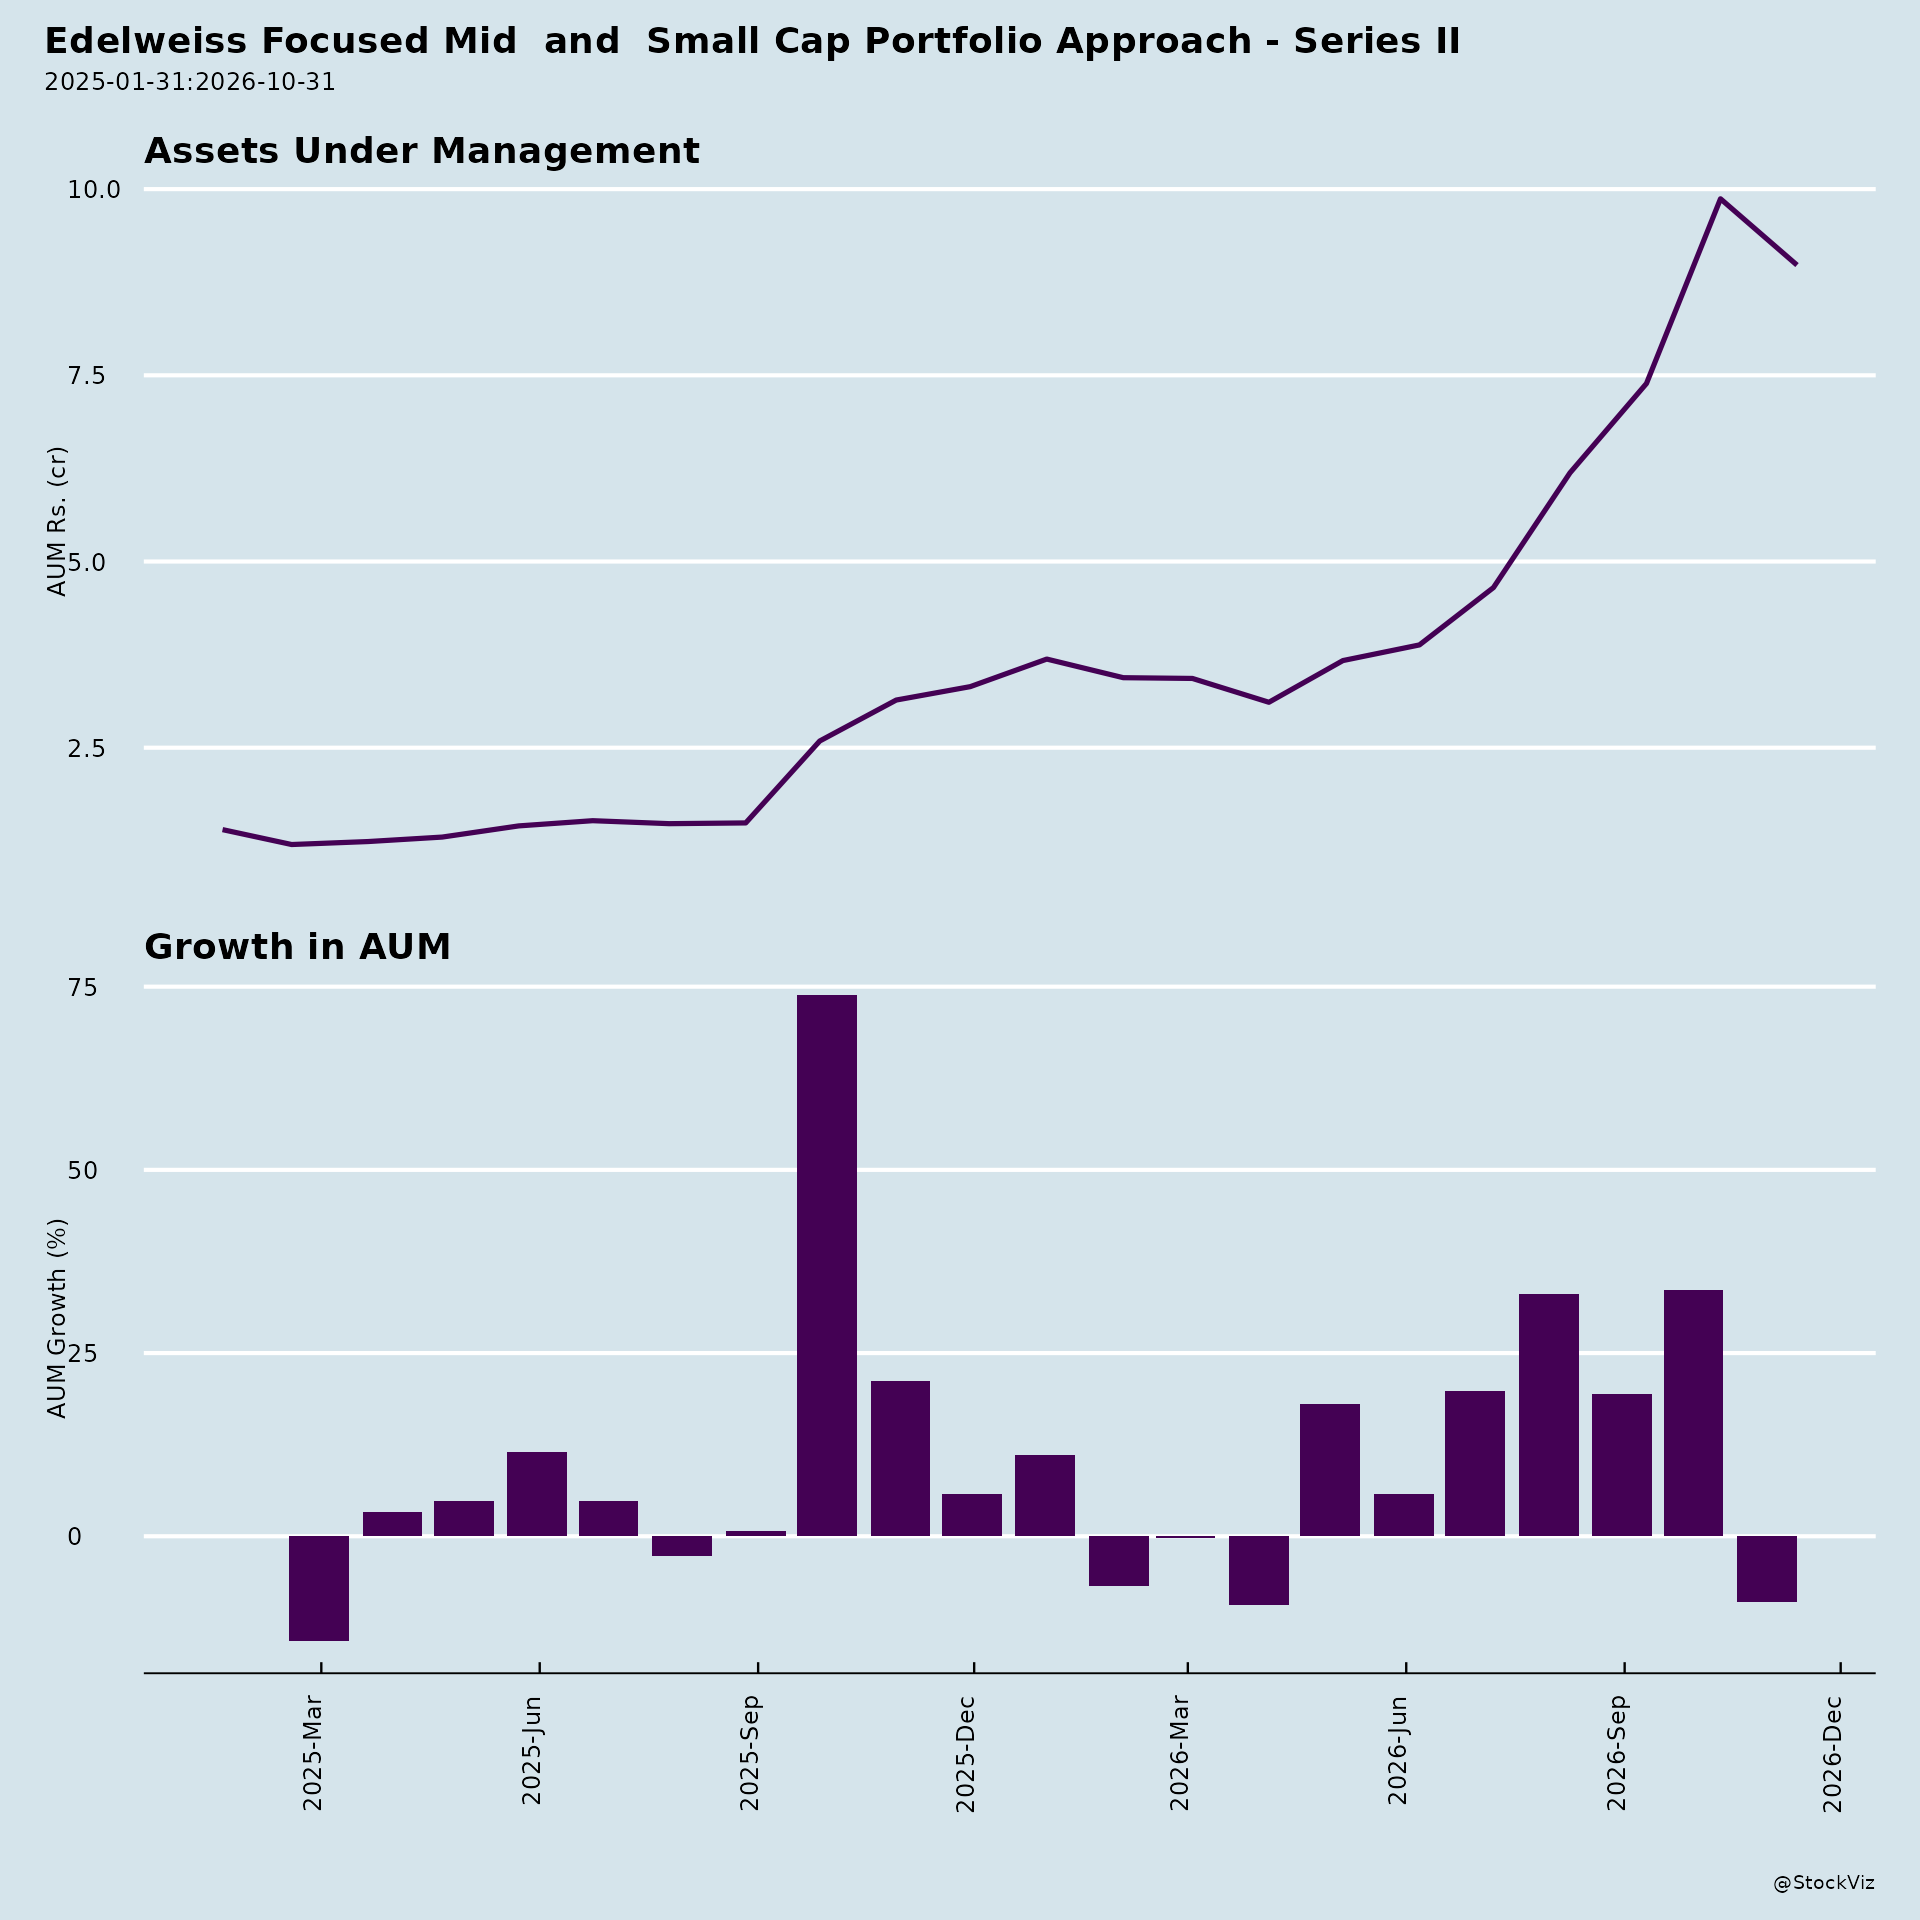 Edelweiss Focused Mid  and  Small Cap Portfolio Approach - Series II
2025-01-31:2026-10-31
Assets Under Management
AUM Rs. (cr)
10.0
7.5
5.0
2.5
Growth in AUM
AUM Growth (%)
75
50
25
0
2025-Mar
2025-Jun
2025-Sep
2025-Dec
2026-Mar
2026-Jun
2026-Sep
2026-Dec
@StockViz